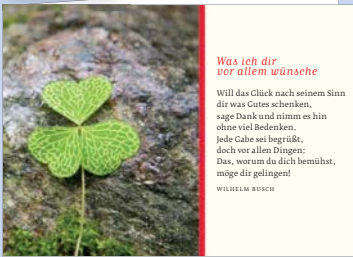 Was ich dir
vor allem wünsche
Will das Glück nach seinem Sinn
dir was Gutes schenken,
sage Dank und nimm es hin
ohne viel Bedenken.
Jede Gabe sei begrüßt,
doch vor allen Dingen:
Das, worum du dich bemühst,
möge dir gelingen!
WILHELM BUSCH